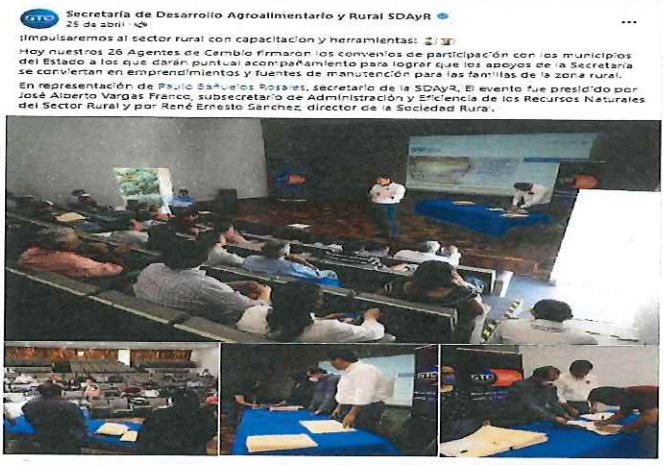 GTO
Secretaría de Desarrollo Agroalimentario y Rural SDAyR
25 de abril
¡Impulsaremos al sector rural con capacitación y herramientas!
Hoy nuestros 26 Agentes de Cambio firmaron los convenios de participación con los municipios
del Estado a los que darán puntual acompañamiento para lograr que los apoyos de la Secretaría
se conviertan en emprendimientos y fuentes de manutención para las familias de la zona rural.
En representación de Paulo Bañuelos Rosales, secretario de la SDAyR, El evento fue presidido por
José Alberto Vargas Franco, subsecretario de Administración y Eficiencia de los Recursos Naturales
del Sector Rural y por René Ernesto Sánchez, director de la Sociedad Rural.
GTO
GTO